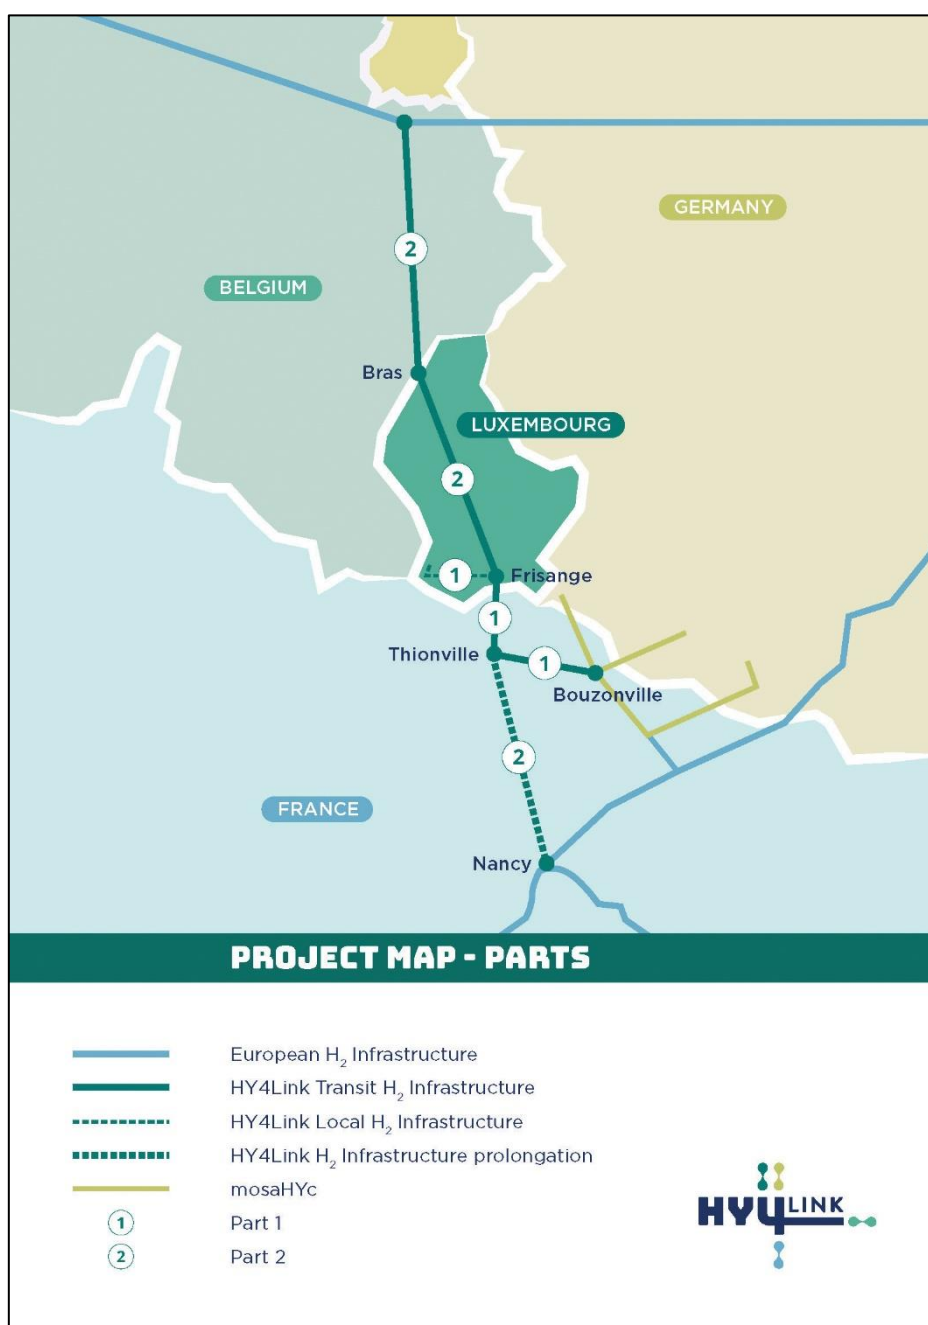 GERMANY
2
BELGIUM
Bras
LUXEMBOURG
2
1
Frisange
1
Thionville
1
Bouzonville
2
FRANCE
Nancy
PROJECT MAP - PARTS
European H₂ Infrastructure
HY4Link Transit H₂ Infrastructure
HY4Link Local H₂ Infrastructure
HY4Link H₂ Infrastructure prolongation
mosaHYc
1 Part 1
2 Part 2
HY4LINK